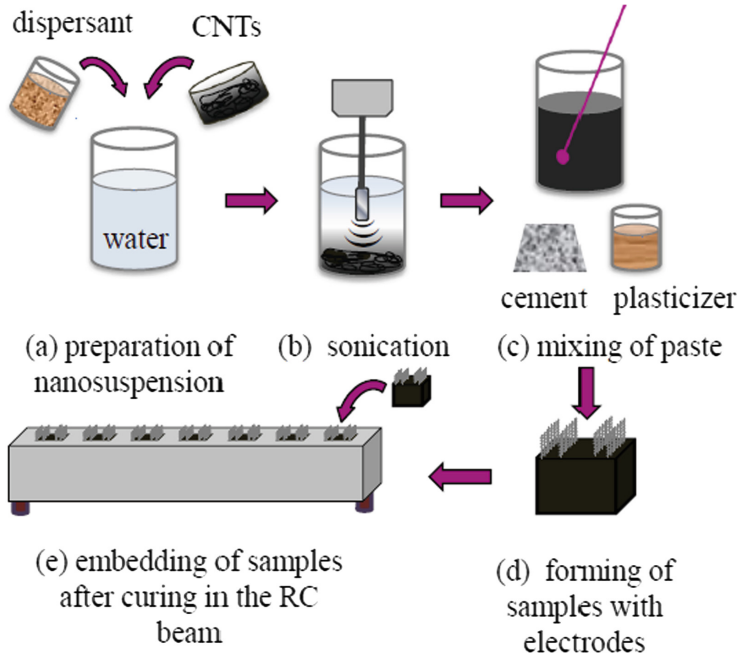 dispersant
CNTs
water
cement
plasticizer
(a) preparation of
nanosuspension
(b) sonication
(c) mixing of paste
(d) forming of
samples with
electrodes
(e) embedding of samples
after curing in the RC
beam